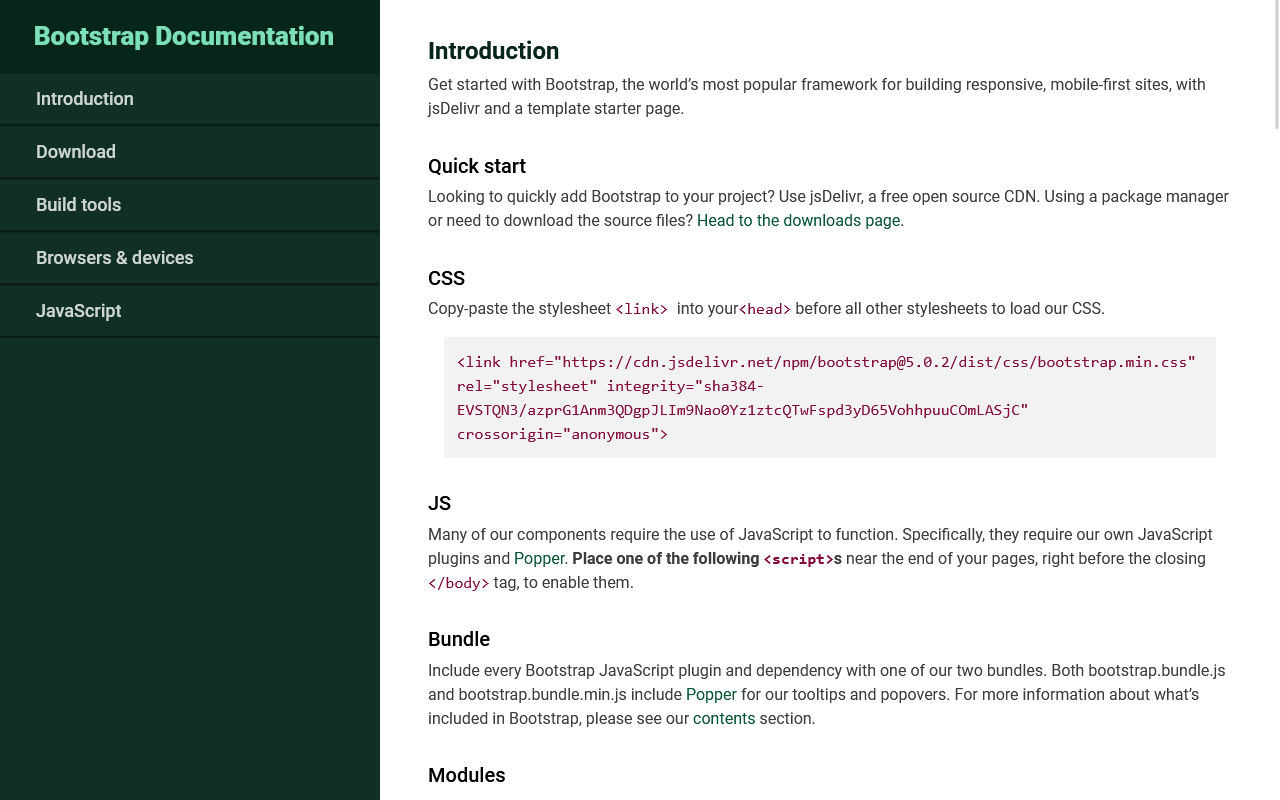 Bootstrap Documentation
Introduction
Download
Build tools
Browsers & devices
JavaScript
Introduction
Get started with Bootstrap, the world’s most popular framework for building responsive, mobile-first sites, with
jsDelivr and a template starter page.
Quick start
Looking to quickly add Bootstrap to your project? Use jsDelivr, a free open source CDN. Using a package manager
or need to download the source files? Head to the downloads page.
CSS
Copy-paste the stylesheet <link> into your<head> before all other stylesheets to load our CSS.
<link href="https://cdn.jsdelivr.net/npm/bootstrap@5.0.2/dist/css/bootstrap.min.css"
rel="stylesheet" integrity="sha384-
EVSTQN3/azprG1Anm3QDgpJLIm9Nao0Yz1ztcQTwFspd3yD65VohhpuuCOmLASjC"
crossorigin="anonymous">
JS
Many of our components require the use of JavaScript to function. Specifically, they require our own JavaScript
plugins and Popper. Place one of the following <script>s near the end of your pages, right before the closing
</body> tag, to enable them.
Bundle
Include every Bootstrap JavaScript plugin and dependency with one of our two bundles. Both bootstrap.bundle.js
and bootstrap.bundle.min.js include Popper for our tooltips and popovers. For more information about what’s
included in Bootstrap, please see our contents section.
Modules